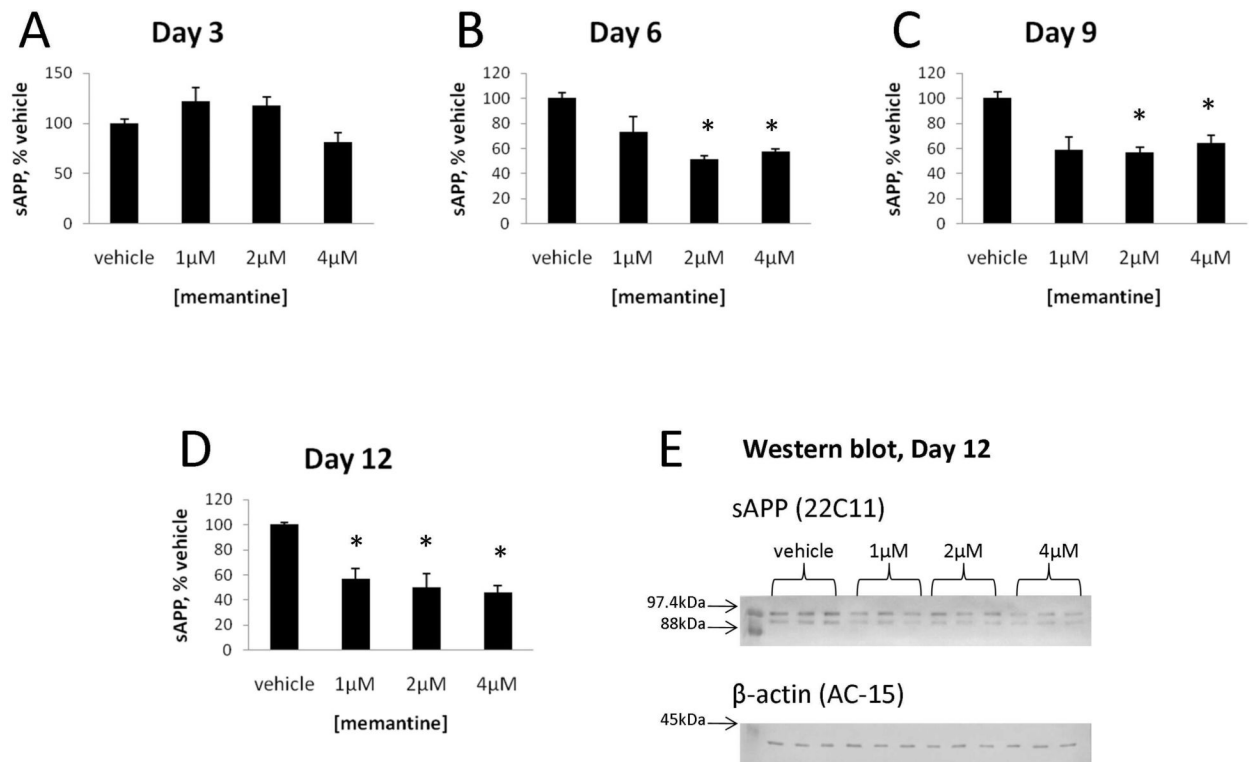 A
Day 3
sAPP, % vehicle
150
100
50
0
vehicle 1µM 2µM 4µM
[memantine]
B
Day 6
sAPP, % vehicle
120
100
80
60
40
20
0
* *
vehicle 1µM 2µM 4µM
[memantine]
C
Day 9
sAPP, % vehicle
120
100
80
60
40
20
0
* *
vehicle 1µM 2µM 4µM
[memantine]
D
Day 12
sAPP, % vehicle
120
100
80
60
40
20
0
* * *
vehicle 1µM 2µM 4µM
[memantine]
E
Western blot, Day 12
sAPP (22C11)
vehicle 1µM 2µM 4µM
97.4kDa
88kDa
β-actin (AC-15)
45kDa